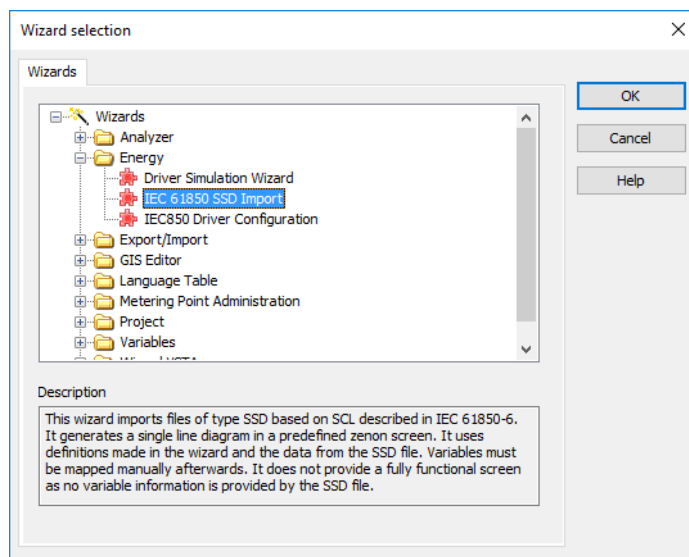 Wizard selection
Wizards
OK
Cancel
Help
Wizards
Analyzer
Energy
Driver Simulation Wizard
IEC 61850 SSD Import
IEC850 Driver Configuration
Export/Import
GIS Editor
Language Table
Metering Point Administration
Project
Variables
Description
This wizard imports files of type SSD based on SCL described in IEC 61850-6.
It generates a single line diagram in a predefined zenon screen. It uses
definitions made in the wizard and the data from the SSD file. Variables must
be mapped manually afterwards. It does not provide a fully functional screen
as no variable information is provided by the SSD file.